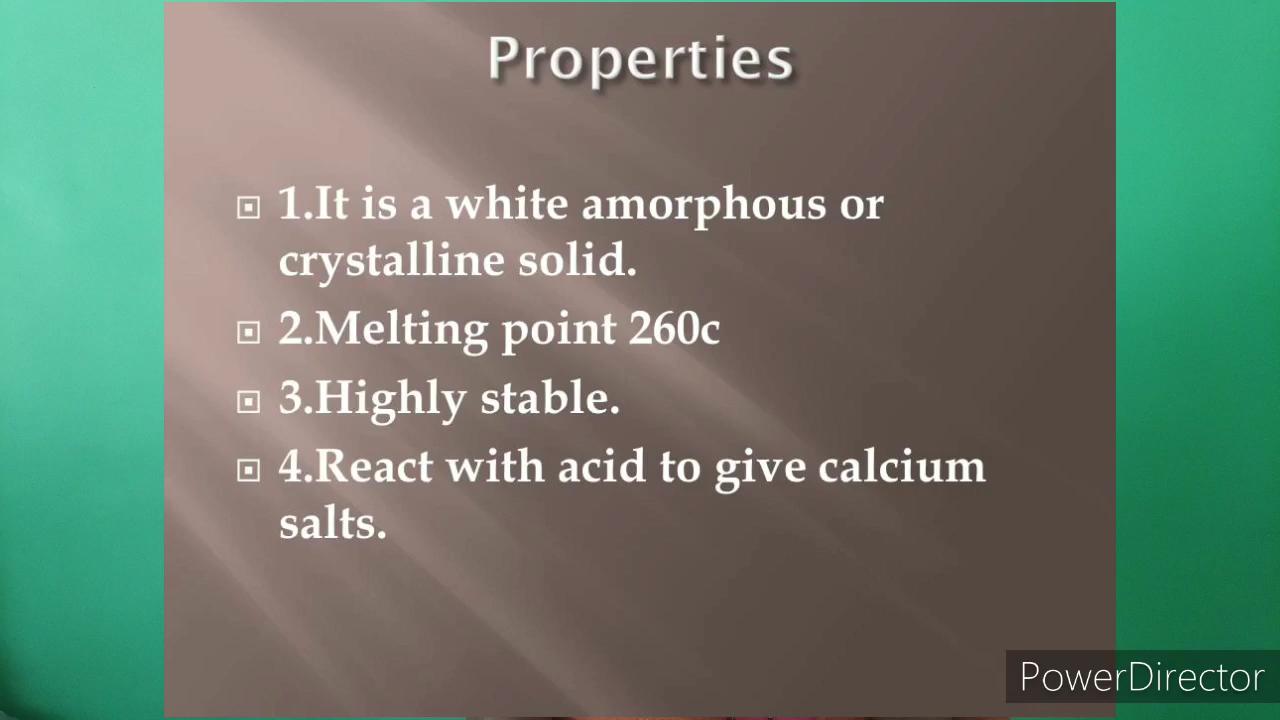 Properties
1.It is a white amorphous or
crystalline solid.
2.Melting point 260c
3.Highly stable.
4.React with acid to give calcium
salts.
PowerDirector